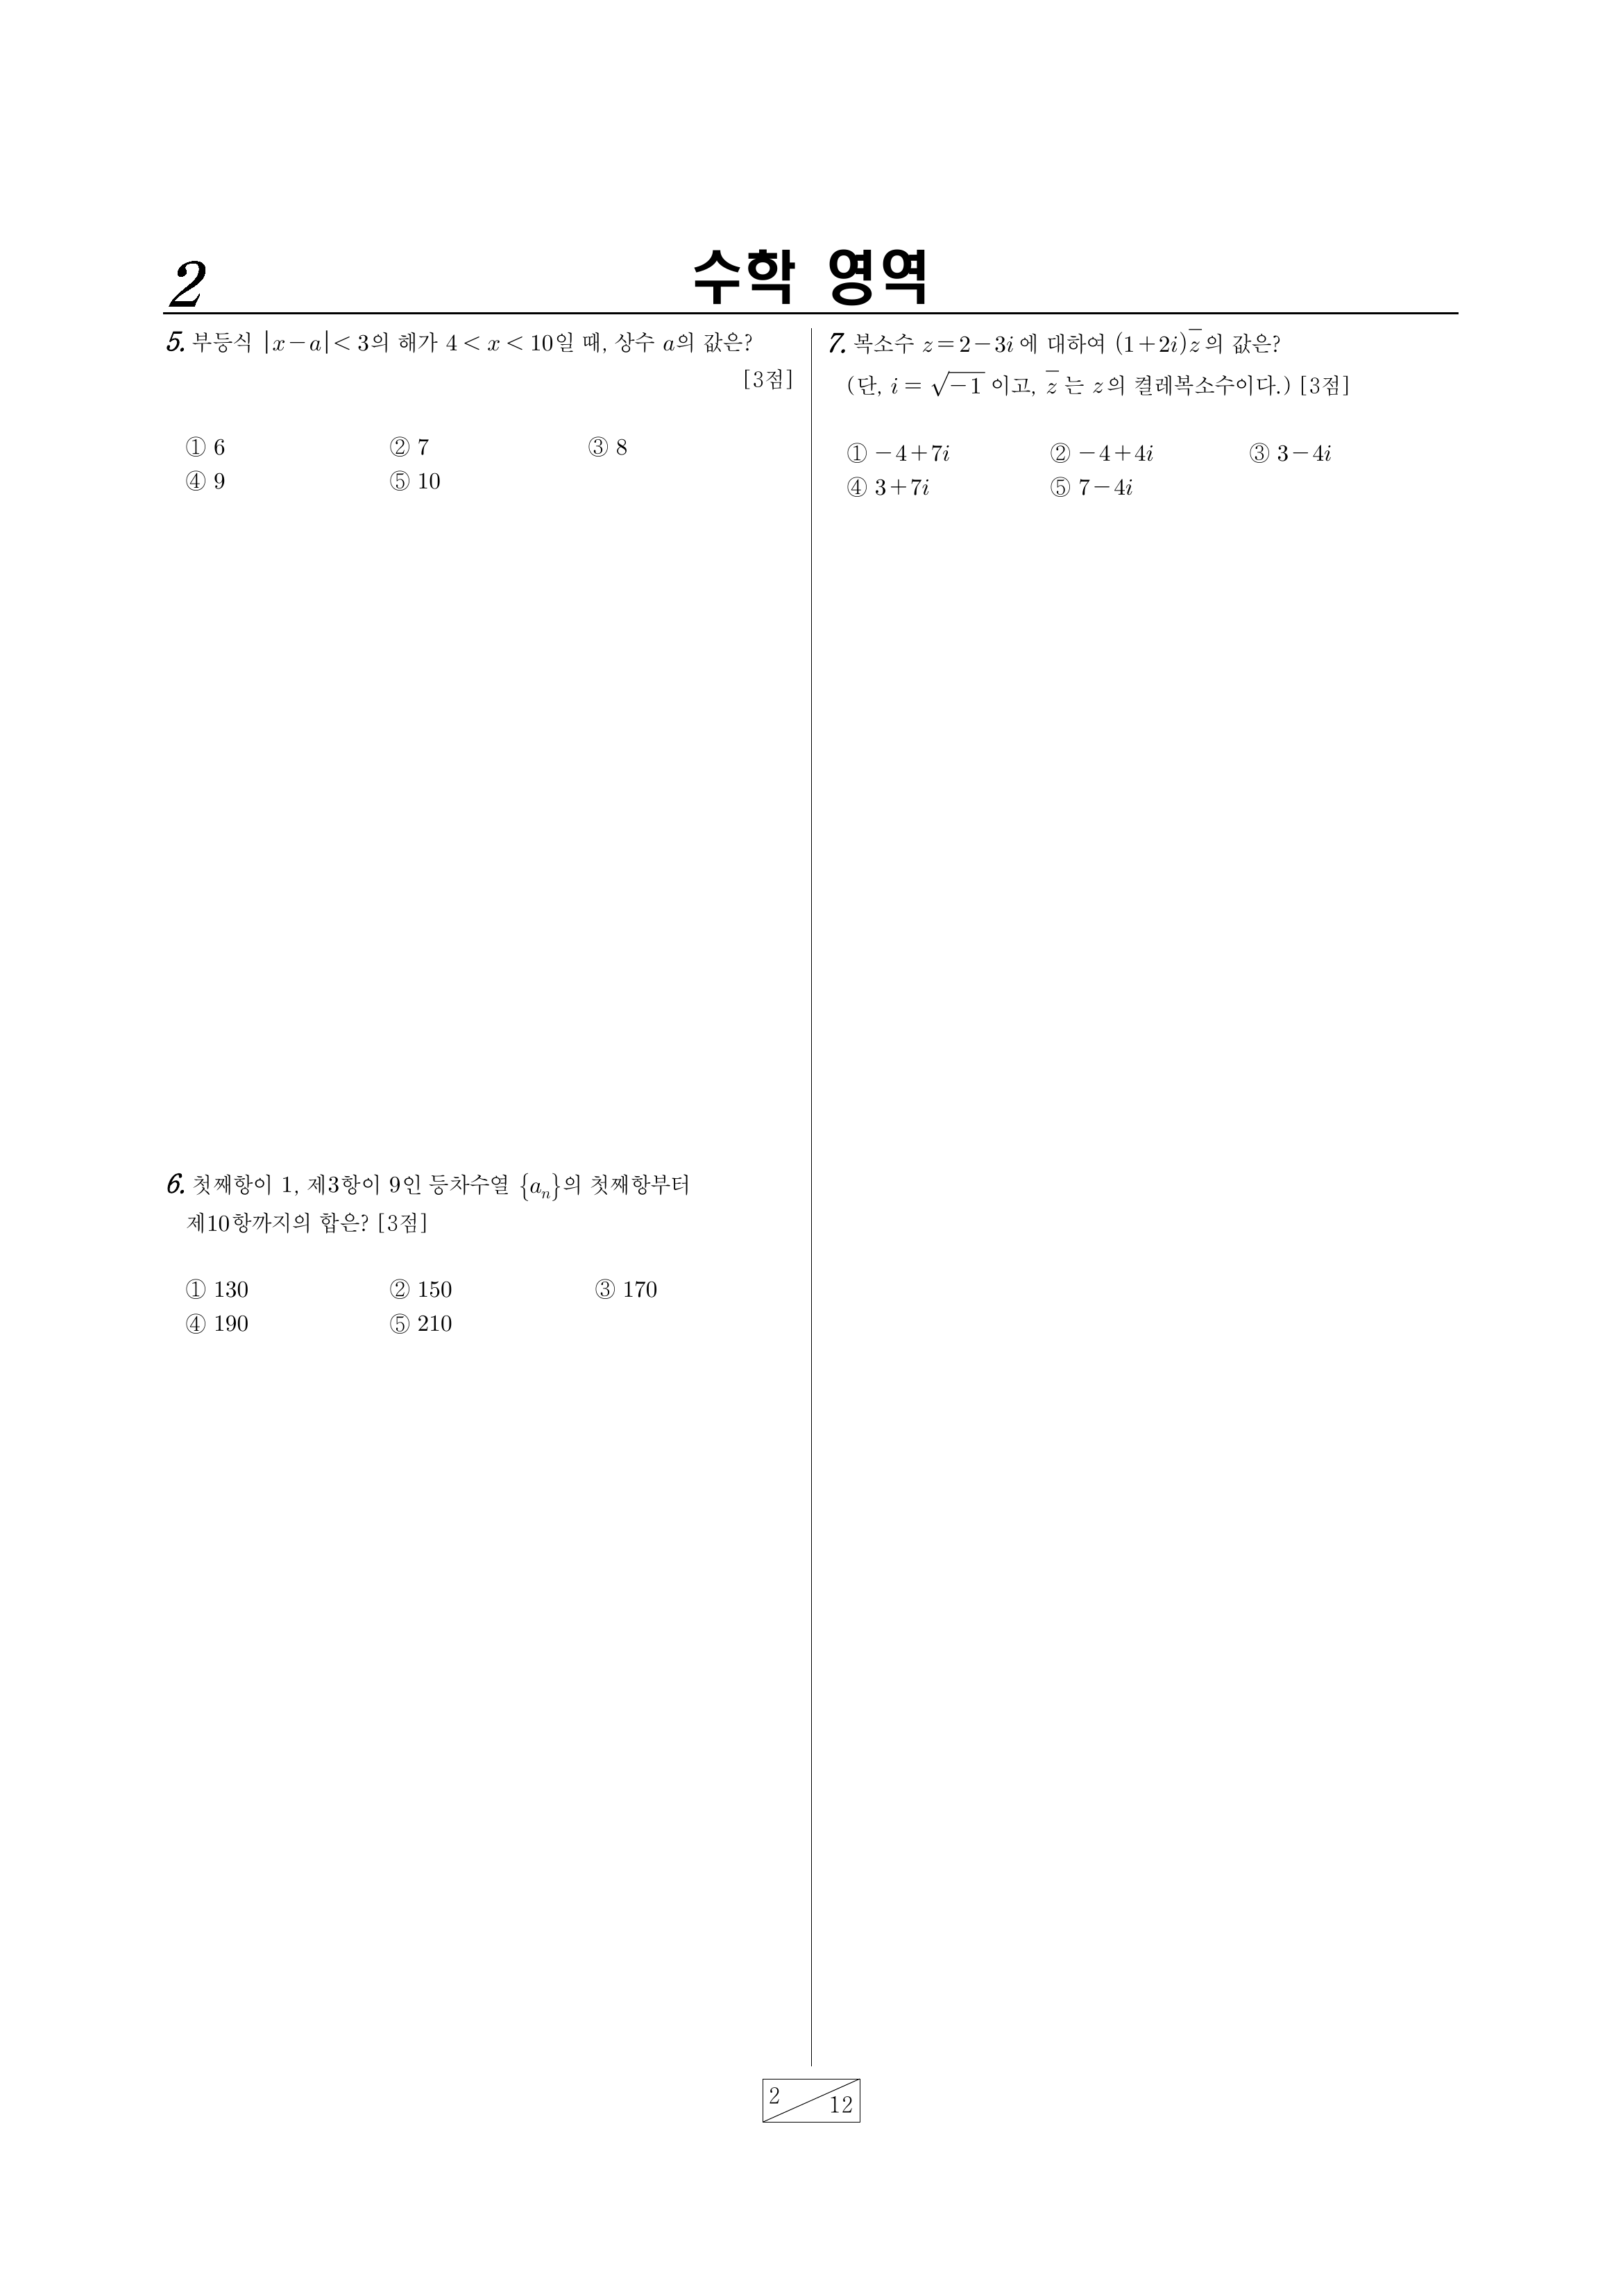 2
수학 영역
5. 부등식 |x-a|< 3의 해가 4 < x < 10일 때, 상수 a의 값은?
[3점]
① 6 ② 7 ③ 8
④ 9 ⑤ 10
6. 첫째항이 1, 제3항이 9인 등차수열 {aₙ}의 첫째항부터
제10항까지의 합은? [3점]
① 130 ② 150 ③ 170
④ 190 ⑤ 210
7. 복소수 z=2-3i 에 대하여 (1+2i)z̅ 의 값은?
(단, i = √-1 이고, z̅ 는 z의 켤레복소수이다.) [3점]
① -4+7i ② -4+4i ③ 3-4i
④ 3+7i ⑤ 7-4i
2 12